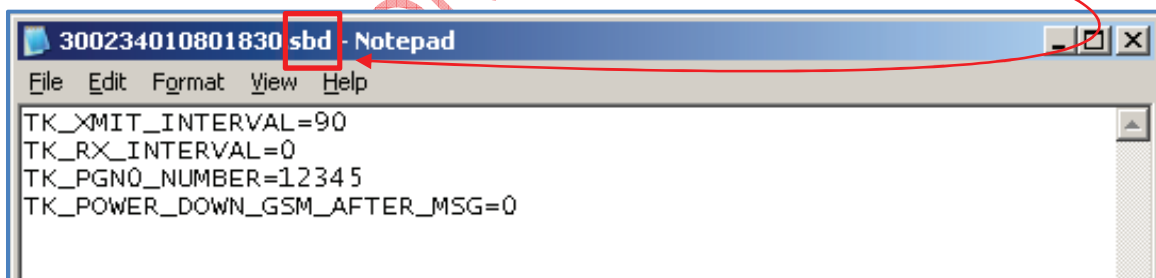 300234010801830.sbd - Notepad
File Edit Format View Help
TK_XMIT_INTERVAL=90
TK_RX_INTERVAL=0
TK_PGN0_NUMBER=12345
TK_POWER_DOWN_GSM_AFTER_MSG=0